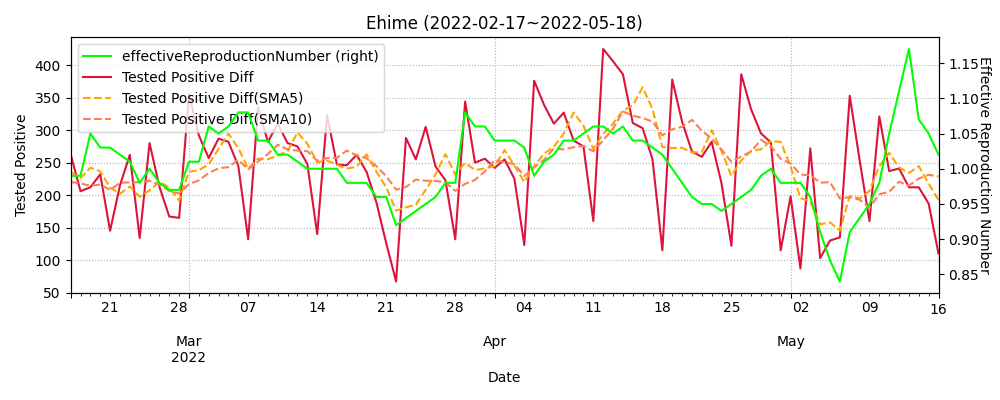 Ehime (2022-02-17~2022-05-18)
effectiveReproductionNumber (right)
Tested Positive Diff
Tested Positive Diff(SMA5)
Tested Positive Diff(SMA10)
Tested Positive
400
350
300
250
200
150
100
50
1.15
1.10
1.05
1.00
0.95
0.90
0.85
Effective Reproduction Number
21 28 07 14 21 28 04 11 18 25 02 09 16
Mar Apr May
2022
Date